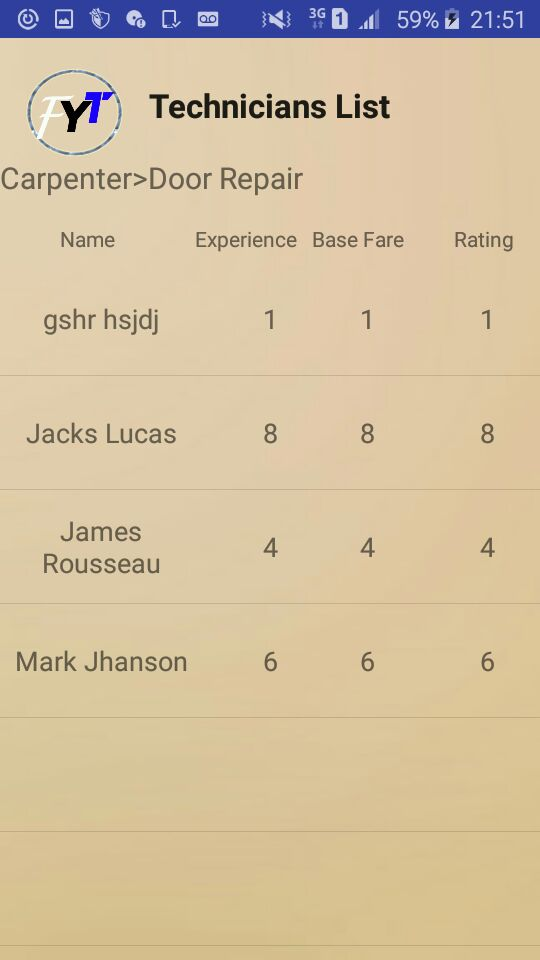 3G 1 59% 21:51
FYT
Technicians List
Carpenter>Door Repair
Name Experience Base Fare Rating
gshr hsjdj 1 1 1
Jacks Lucas 8 8 8
James
Rousseau 4 4 4
Mark Jhanson 6 6 6